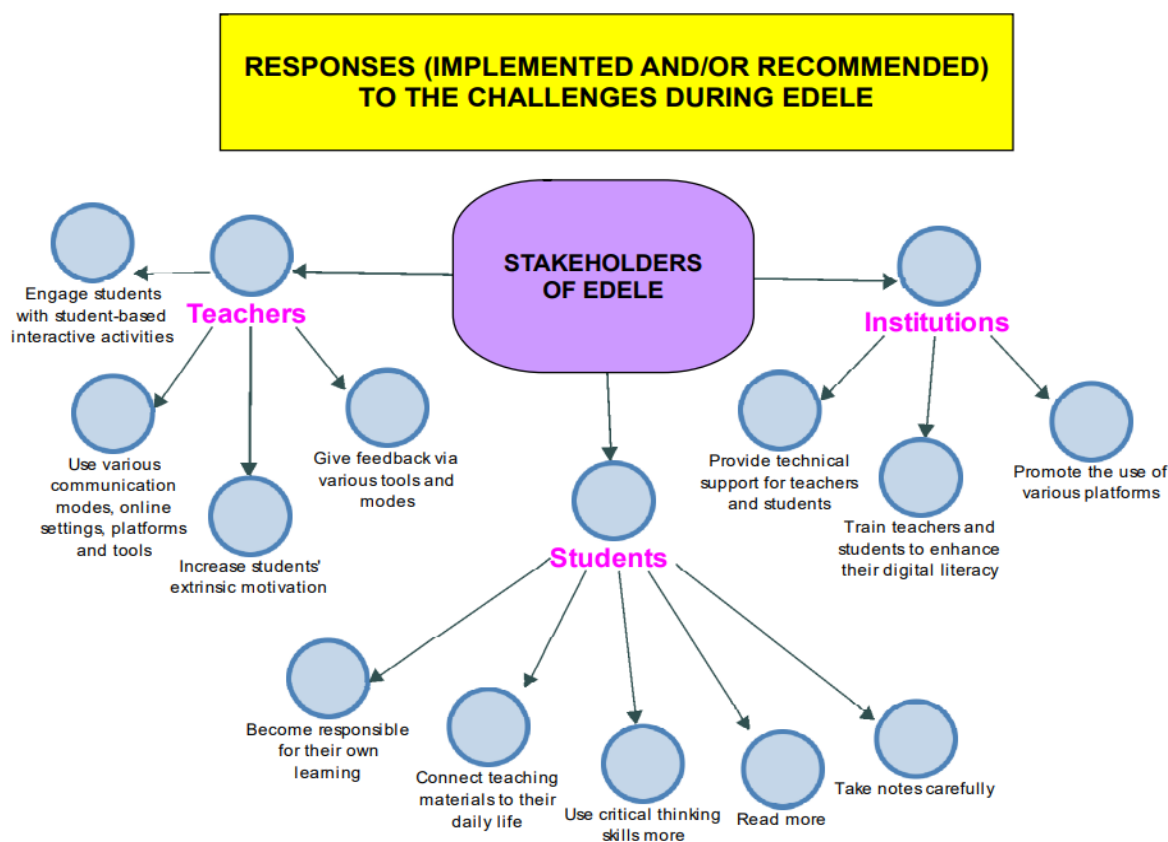 RESPONSES (IMPLEMENTED AND/OR RECOMMENDED)
TO THE CHALLENGES DURING EDELE
STAKEHOLDERS
OF EDELE
Teachers
Engage students
with student-based
interactive activities
Use various
communication
modes, online
settings, platforms
and tools
Increase students'
extrinsic motivation
Give feedback via
various tools and
modes
Institutions
Provide technical
support for teachers
and students
Train teachers and
students to enhance
their digital literacy
Promote the use of
various platforms
Students
Become responsible
for their own
learning
Connect teaching
materials to their
daily life
Use critical thinking
skills more
Read more
Take notes carefully